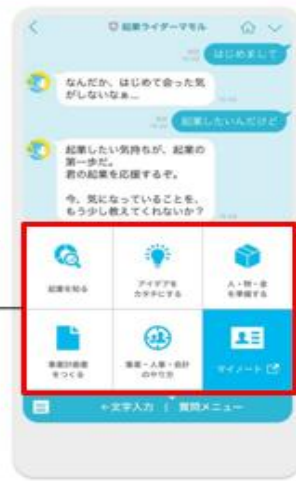 起業ライダーマモル
はじめまして
なんだか、はじめて会った気
がしないなぁ…
起業したいんだけど
起業したい気持ちが、起業の
第一歩だ。
君の起業を応援するぞ。
今、気になっていることを、
もう少し教えてくれないか？
起業を知る
アイデアを
カタチにする
人・物・金
を準備する
事業計画書
をつくる
事業・人事・会計
のやり方
マイノート
←文字入力 ( 質問メニュー